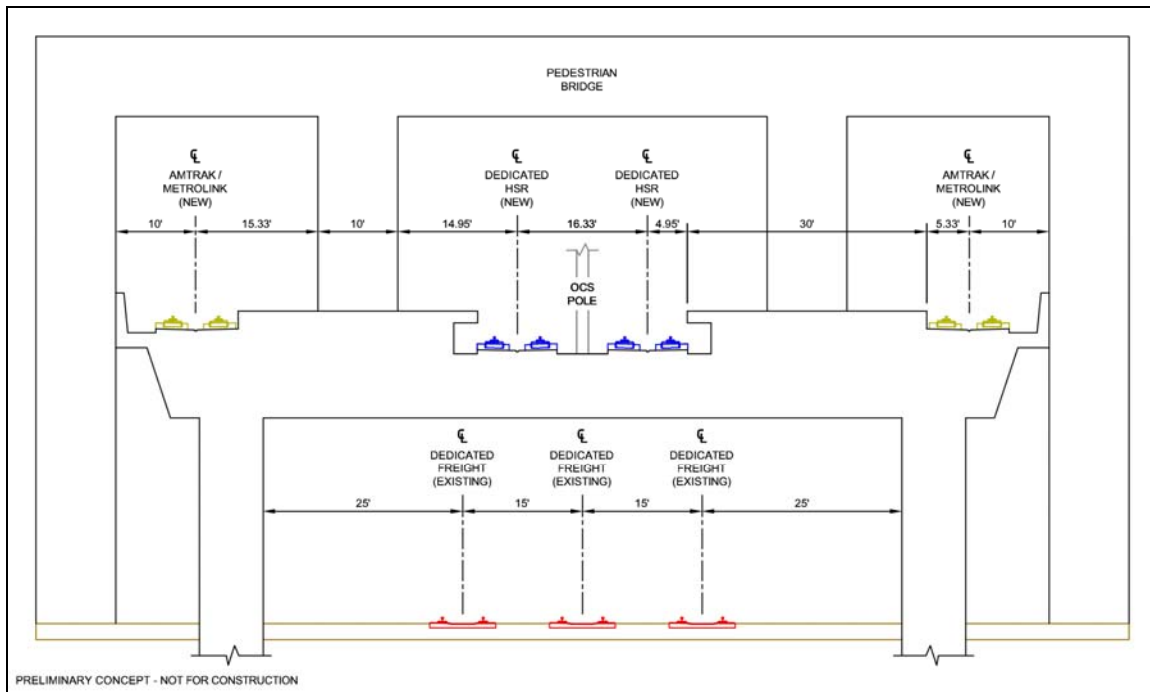 PEDESTRIAN
BRIDGE
℄
AMTRAK /
METROLINK
(NEW)
℄
DEDICATED
HSR
(NEW)
℄
DEDICATED
HSR
(NEW)
℄
AMTRAK /
METROLINK
(NEW)
10' 15.33' 10' 14.95' 16.33' 4.95' 30' 5.33' 10'
OCS
POLE
℄
DEDICATED
FREIGHT
(EXISTING)
℄
DEDICATED
FREIGHT
(EXISTING)
℄
DEDICATED
FREIGHT
(EXISTING)
25' 15' 15' 25'
PRELIMINARY CONCEPT - NOT FOR CONSTRUCTION